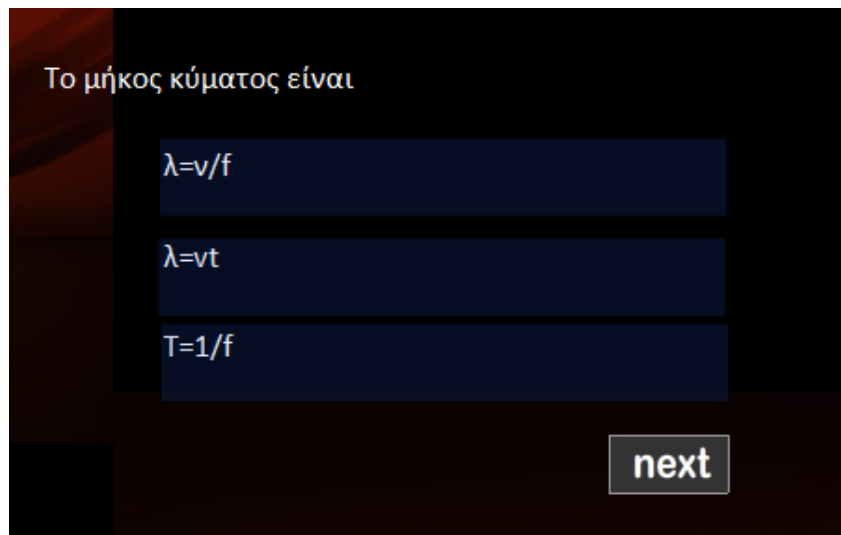 Το μήκος κύματος είναι
λ=v/f
λ=vt
T=1/f
next